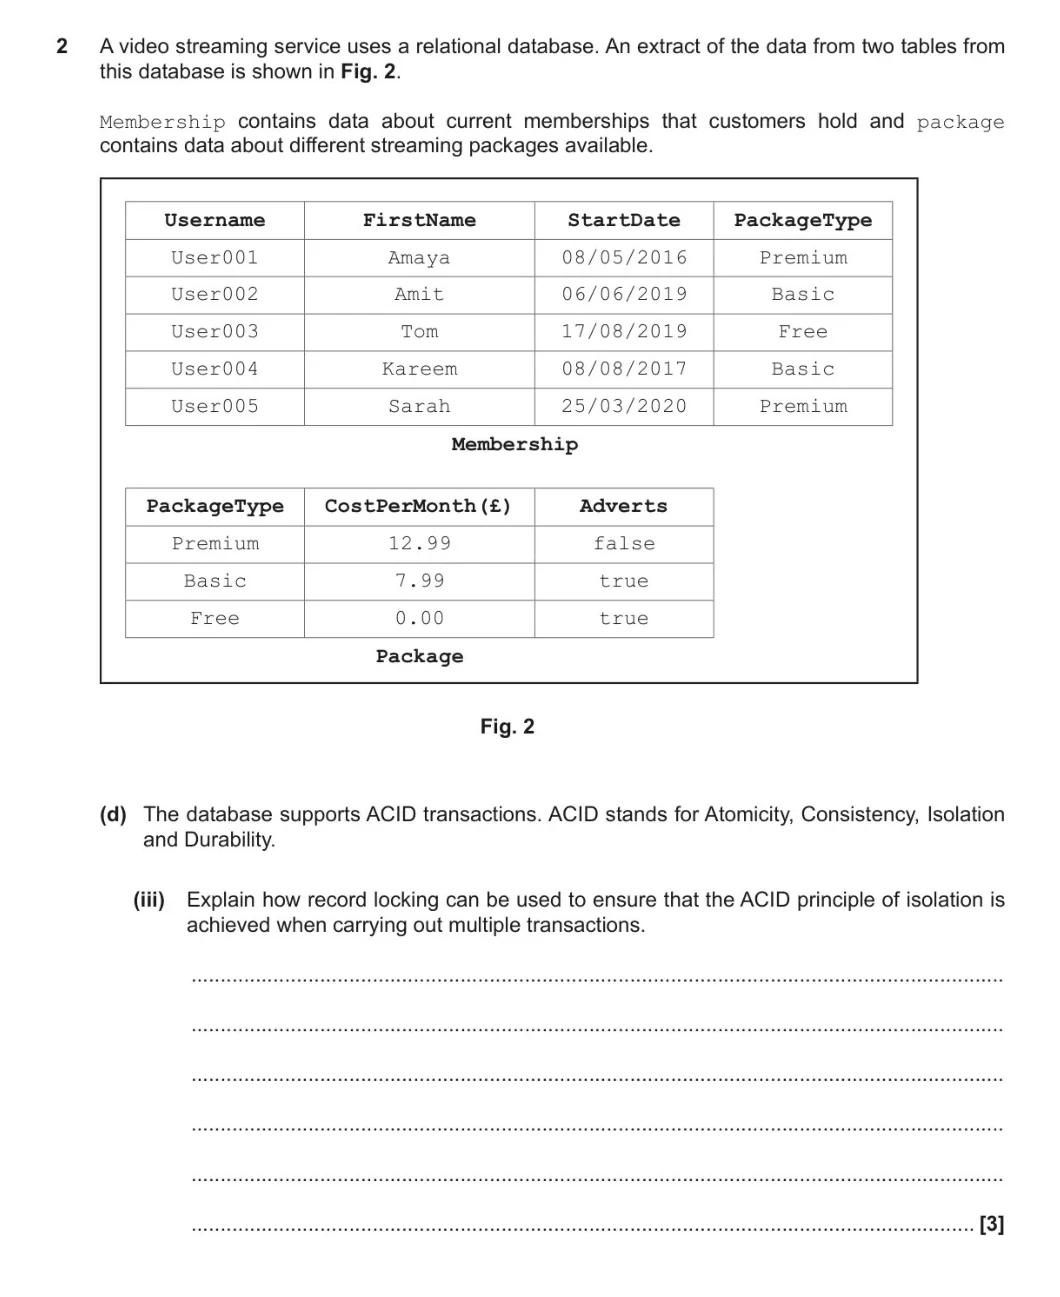 2 A video streaming service uses a relational database. An extract of the data from two tables from
this database is shown in Fig. 2.
Membership contains data about current memberships that customers hold and package
contains data about different streaming packages available.
Username FirstName StartDate PackageType
User001 Amaya 08/05/2016 Premium
User002 Amit 06/06/2019 Basic
User003 Tom 17/08/2019 Free
User004 Kareem 08/08/2017 Basic
User005 Sarah 25/03/2020 Premium
Membership
PackageType CostPerMonth(£) Adverts
Premium 12.99 false
Basic 7.99 true
Free 0.00 true
Package
Fig. 2
(d) The database supports ACID transactions. ACID stands for Atomicity, Consistency, Isolation
and Durability.
(iii) Explain how record locking can be used to ensure that the ACID principle of isolation is
achieved when carrying out multiple transactions.
[3]